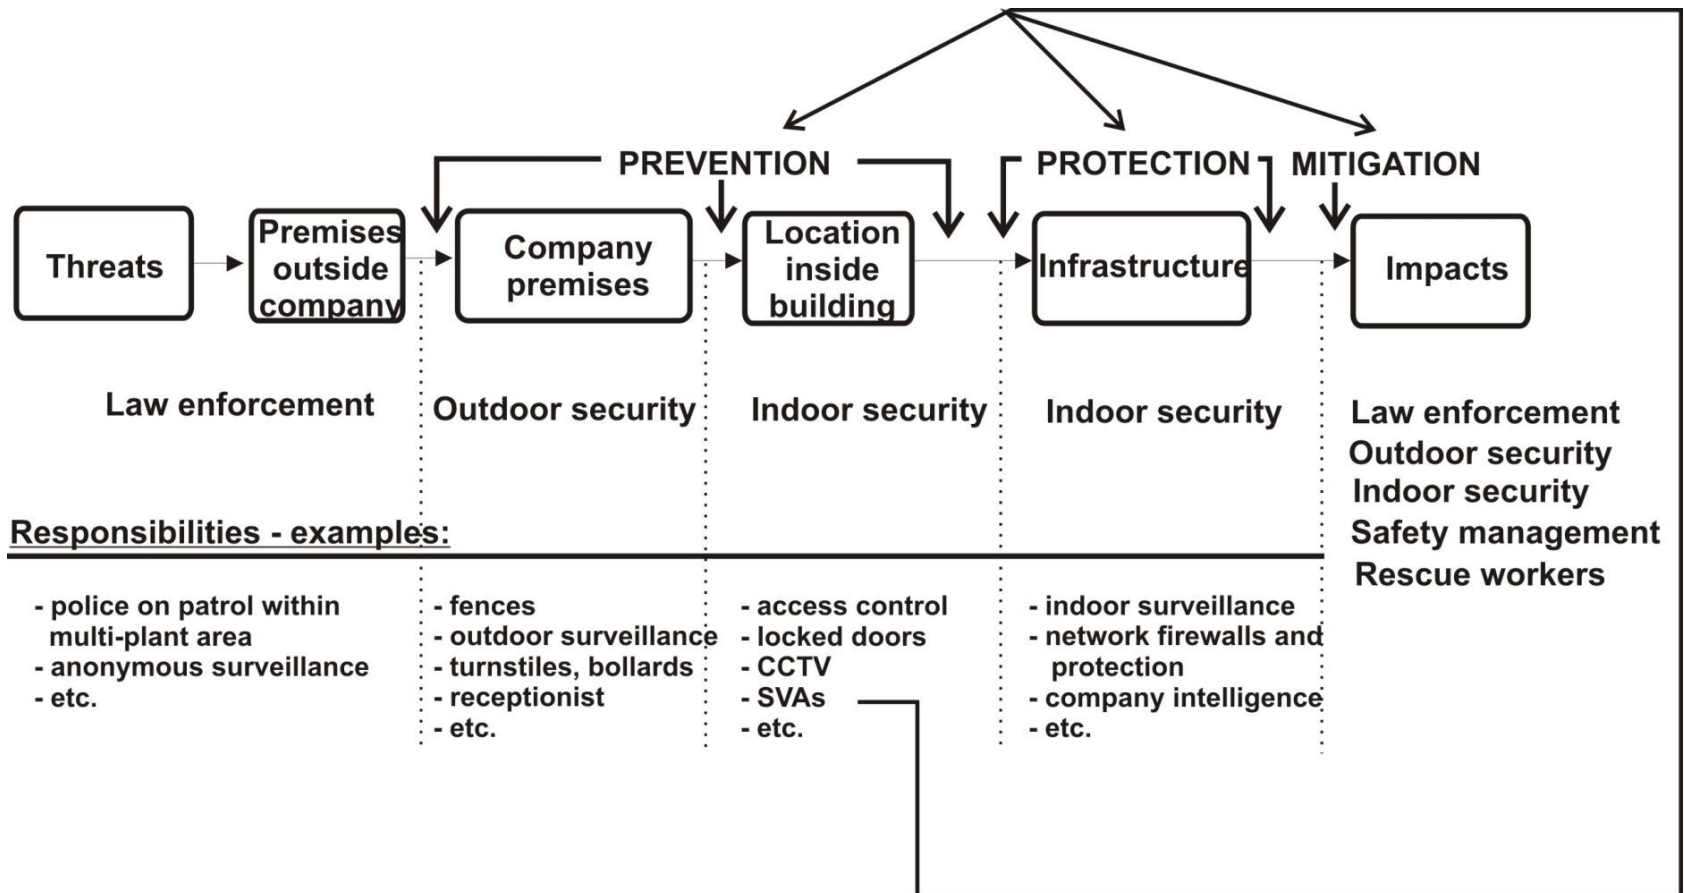 PREVENTION
PROTECTION
MITIGATION
Threats
Premises
outside
company
Company
premises
Location
inside
building
Infrastructure
Impacts
Law enforcement
Outdoor security
Indoor security
Indoor security
Law enforcement
Outdoor security
Indoor security
Safety management
Rescue workers
Responsibilities - examples:
- police on patrol within
multi-plant area
- anonymous surveillance
- etc.
- fences
- outdoor surveillance
- turnstiles, bollards
- receptionist
- etc.
- access control
- locked doors
- CCTV
- SVAs
- etc.
- indoor surveillance
- network firewalls and
protection
- company intelligence
- etc.